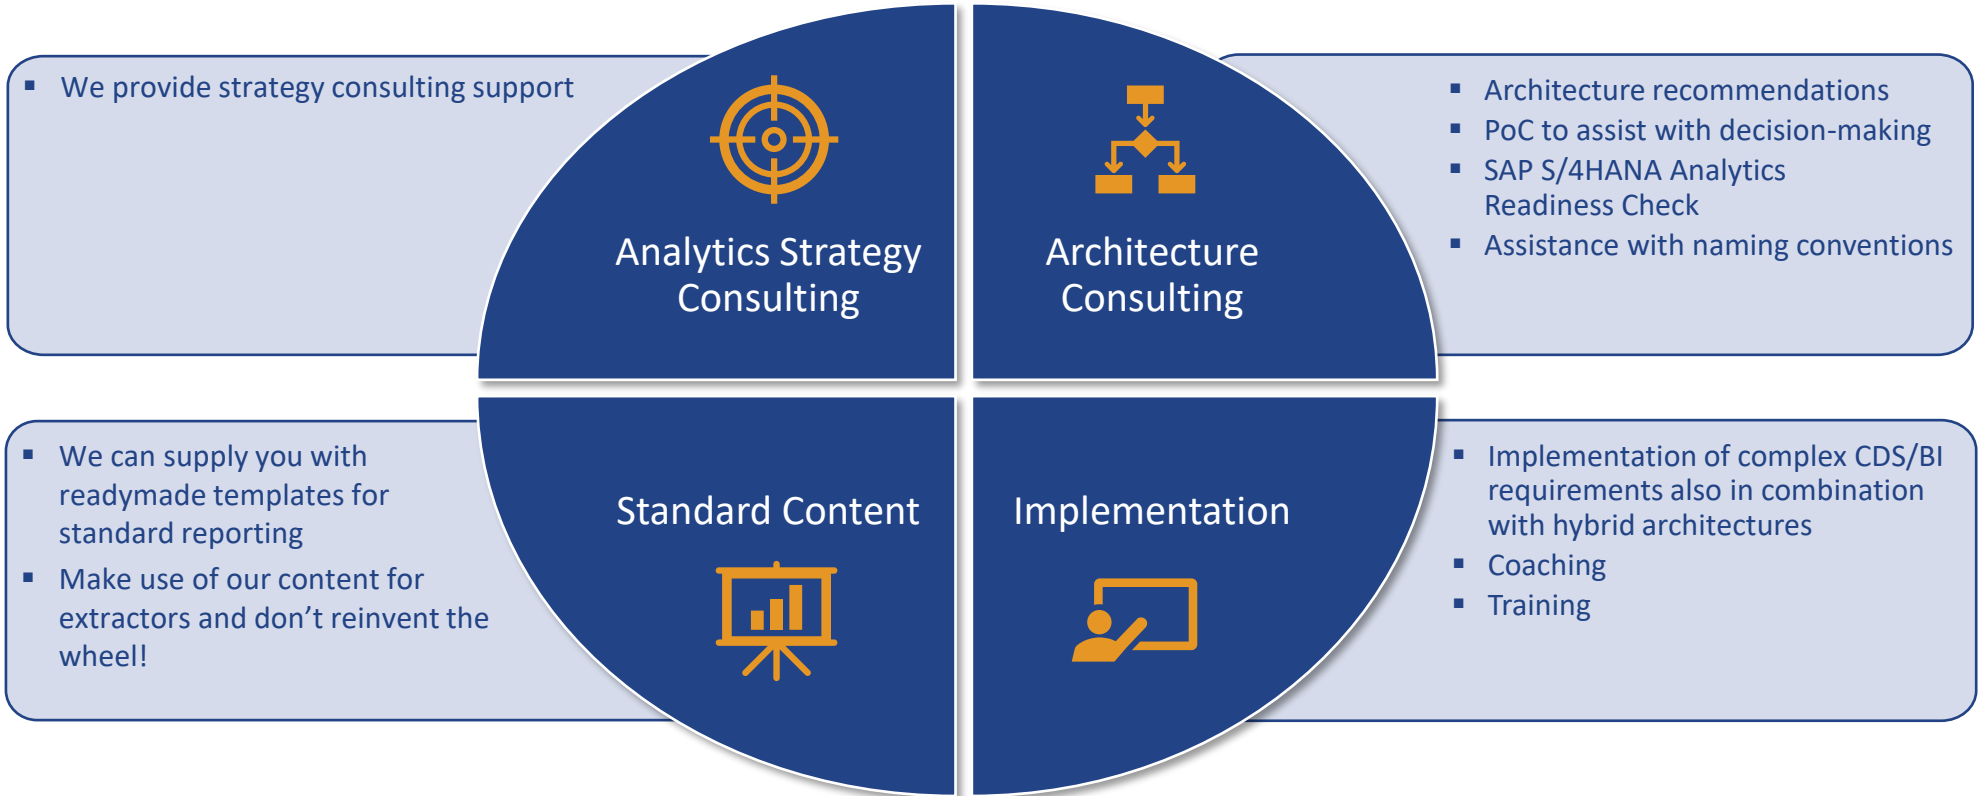 ▪ We provide strategy consulting support
Analytics Strategy
Consulting
Architecture
Consulting
▪ Architecture recommendations
▪ PoC to assist with decision-making
▪ SAP S/4HANA Analytics
Readiness Check
▪ Assistance with naming conventions
▪ We can supply you with
readymade templates for
standard reporting
▪ Make use of our content for
extractors and don’t reinvent the
wheel!
Standard Content
Implementation
▪ Implementation of complex CDS/BI
requirements also in combination
with hybrid architectures
▪ Coaching
▪ Training